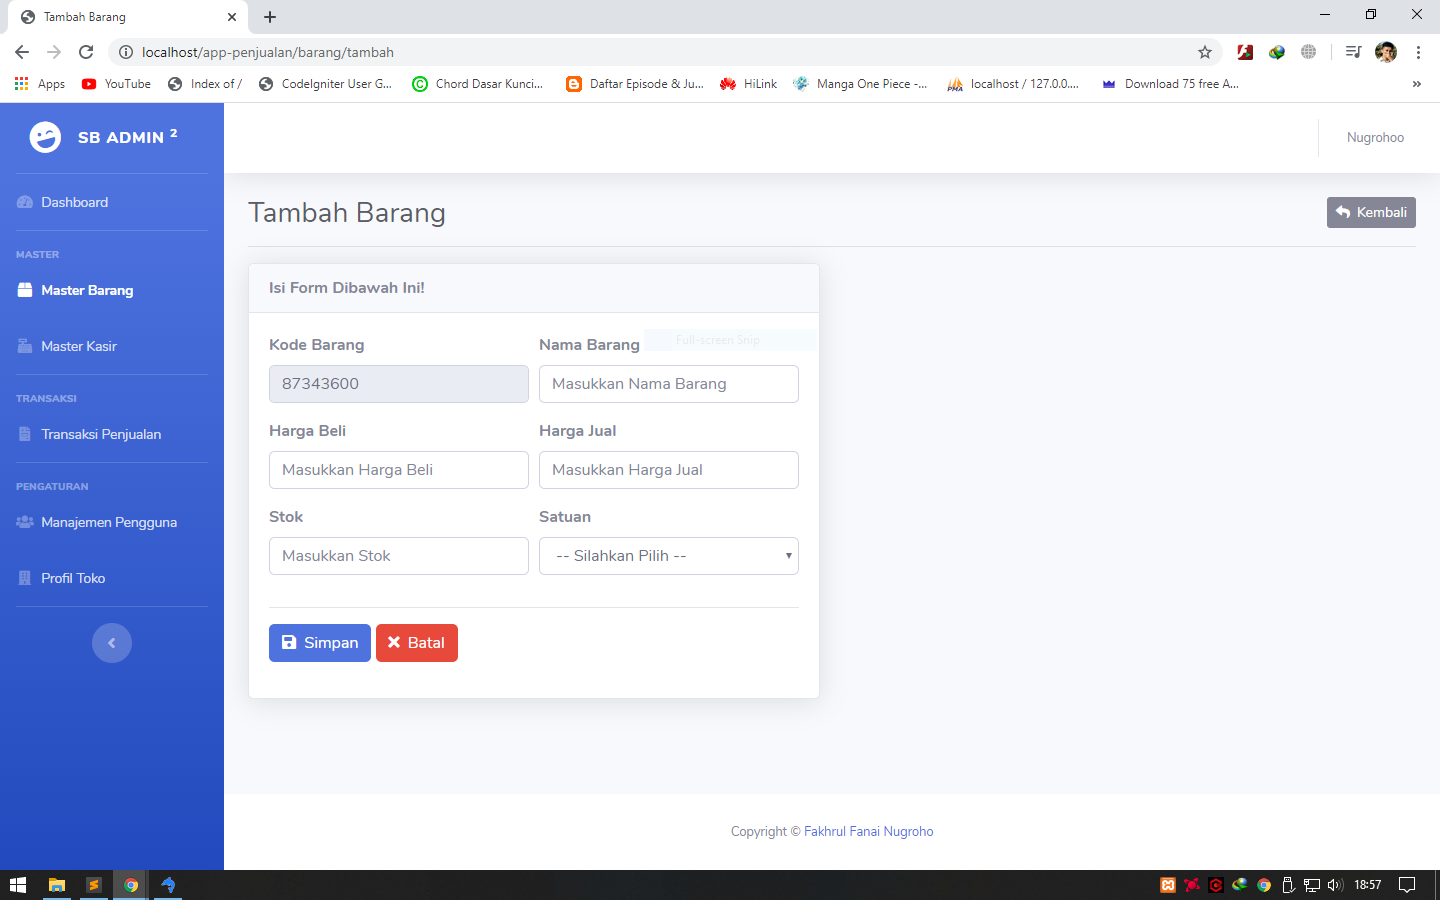 Tambah Barang
localhost/app-penjualan/barang/tambah
Apps YouTube Index of / CodeIgniter User G... Chord Dasar Kunci... Daftar Episode & Ju... HiLink Manga One Piece -... localhost / 127.0.0.... Download 75 free A... »
SB ADMIN 2
Nugrohoo
Dashboard
MASTER
Master Barang
Master Kasir
TRANSAKSI
Transaksi Penjualan
PENGATURAN
Manajemen Pengguna
Profil Toko
Tambah Barang
Kembali
Isi Form Dibawah Ini!
Kode Barang Nama Barang
Full-screen Snip
87343600 Masukkan Nama Barang
Harga Beli Harga Jual
Masukkan Harga Beli Masukkan Harga Jual
Stok Satuan
Masukkan Stok -- Silahkan Pilih --
Simpan Batal
Copyright © Fakhrul Fanai Nugroho
18:57